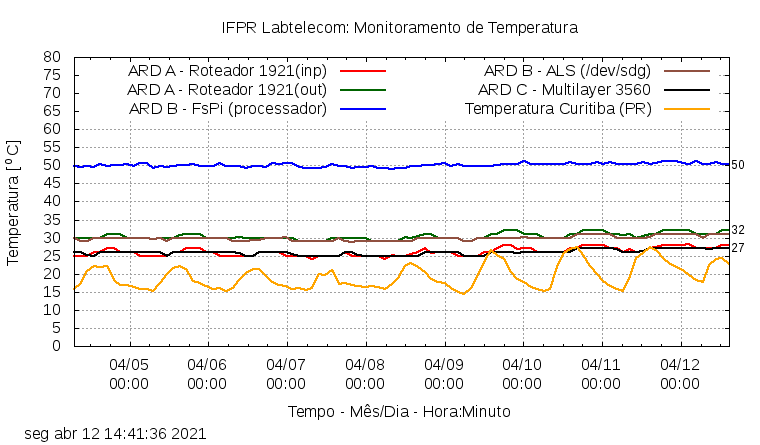 IFPR Labtelecom: Monitoramento de Temperatura
80
75
70
65
60
55
50
45
40
35
30
25
20
15
10
5
0
Temperatura [ºC]
ARD A - Roteador 1921(inp)
ARD A - Roteador 1921(out)
ARD B - FsPi (processador)
ARD B - ALS (/dev/sdg)
ARD C - Multilayer 3560
Temperatura Curitiba (PR)
50
32
27
04/05 04/06 04/07 04/08 04/09 04/10 04/11 04/12
00:00 00:00 00:00 00:00 00:00 00:00 00:00 00:00
Tempo - Mês/Dia - Hora:Minuto
seg abr 12 14:41:36 2021